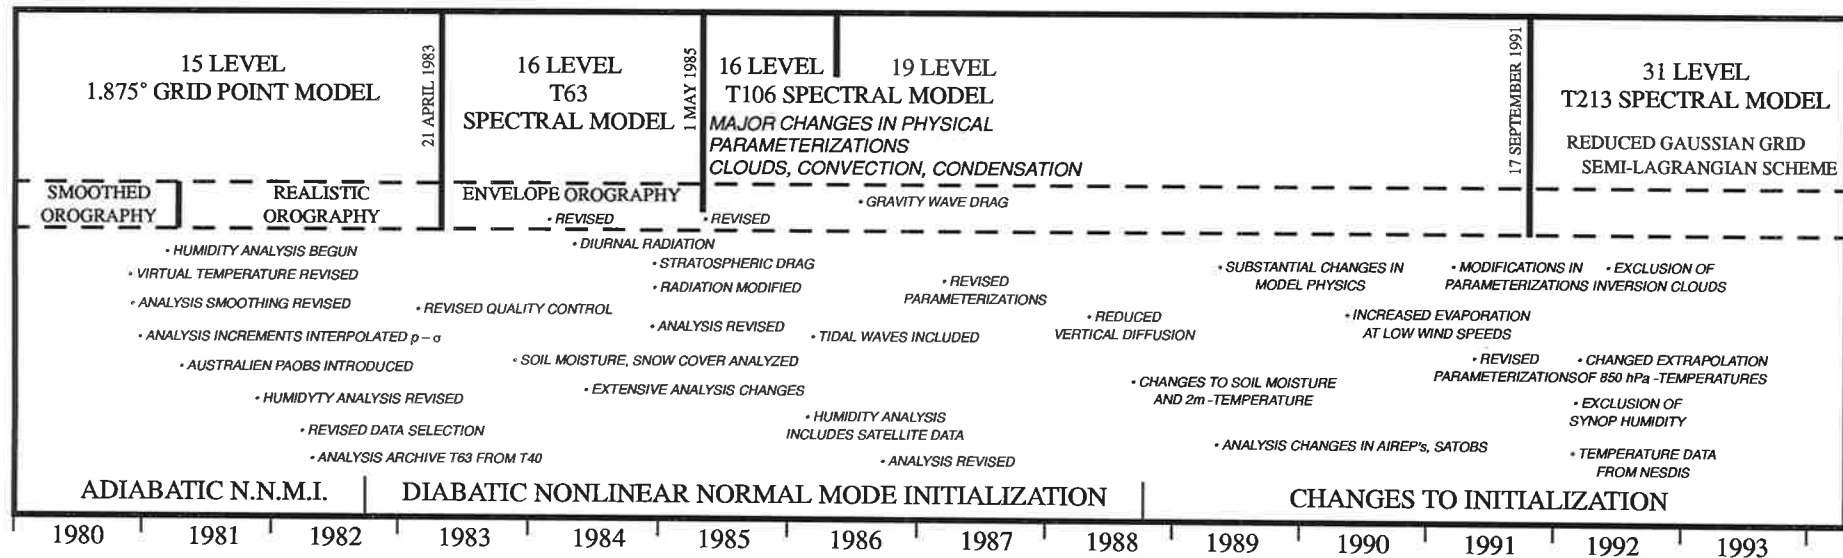 15 LEVEL
1.875° GRID POINT MODEL
21 APRIL 1983
16 LEVEL
T63
SPECTRAL MODEL
1 MAY 1985
16 LEVEL
19 LEVEL
T106 SPECTRAL MODEL
MAJOR CHANGES IN PHYSICAL
PARAMETERIZATIONS
CLOUDS, CONVECTION, CONDENSATION
17 SEPTEMBER 1991
31 LEVEL
T213 SPECTRAL MODEL
REDUCED GAUSSIAN GRID
SEMI-LAGRANGIAN SCHEME
SMOOTHED
OROGRAPHY
REALISTIC
OROGRAPHY
ENVELOPE OROGRAPHY
• REVISED
• REVISED
• GRAVITY WAVE DRAG
• HUMIDITY ANALYSIS BEGUN
• VIRTUAL TEMPERATURE REVISED
• ANALYSIS SMOOTHING REVISED
• ANALYSIS INCREMENTS INTERPOLATED p – σ
• AUSTRALIEN PAOBS INTRODUCED
• HUMIDYTY ANALYSIS REVISED
• REVISED DATA SELECTION
• ANALYSIS ARCHIVE T63 FROM T40
• DIURNAL RADIATION
• STRATOSPHERIC DRAG
• RADIATION MODIFIED
• REVISED QUALITY CONTROL
• ANALYSIS REVISED
• SOIL MOISTURE, SNOW COVER ANALYZED
• EXTENSIVE ANALYSIS CHANGES
• REVISED
PARAMETERIZATIONS
• TIDAL WAVES INCLUDED
• REDUCED
VERTICAL DIFFUSION
• HUMIDITY ANALYSIS
INCLUDES SATELLITE DATA
• ANALYSIS REVISED
• SUBSTANTIAL CHANGES IN
MODEL PHYSICS
• MODIFICATIONS IN
PARAMETERIZATIONS
• EXCLUSION OF
INVERSION CLOUDS
• INCREASED EVAPORATION
AT LOW WIND SPEEDS
• REVISED
PARAMETERIZATIONS
• CHANGED EXTRAPOLATION
OF 850 hPa -TEMPERATURES
• CHANGES TO SOIL MOISTURE
AND 2m -TEMPERATURE
• EXCLUSION OF
SYNOP HUMIDITY
• ANALYSIS CHANGES IN AIREP's, SATOBS
• TEMPERATURE DATA
FROM NESDIS
ADIABATIC N.N.M.I.
DIABATIC NONLINEAR NORMAL MODE INITIALIZATION
CHANGES TO INITIALIZATION
1980 1981 1982 1983 1984 1985 1986 1987 1988 1989 1990 1991 1992 1993